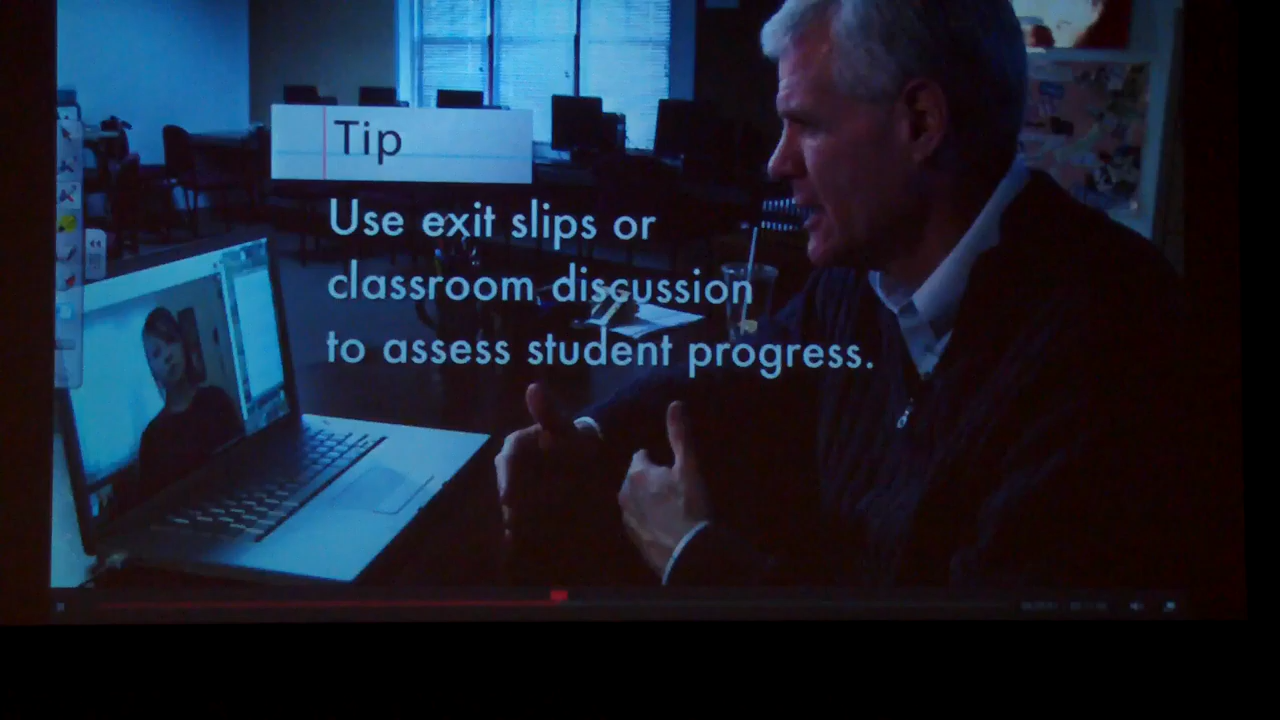 Tip
Use exit slips or
classroom discussion
to assess student progress.